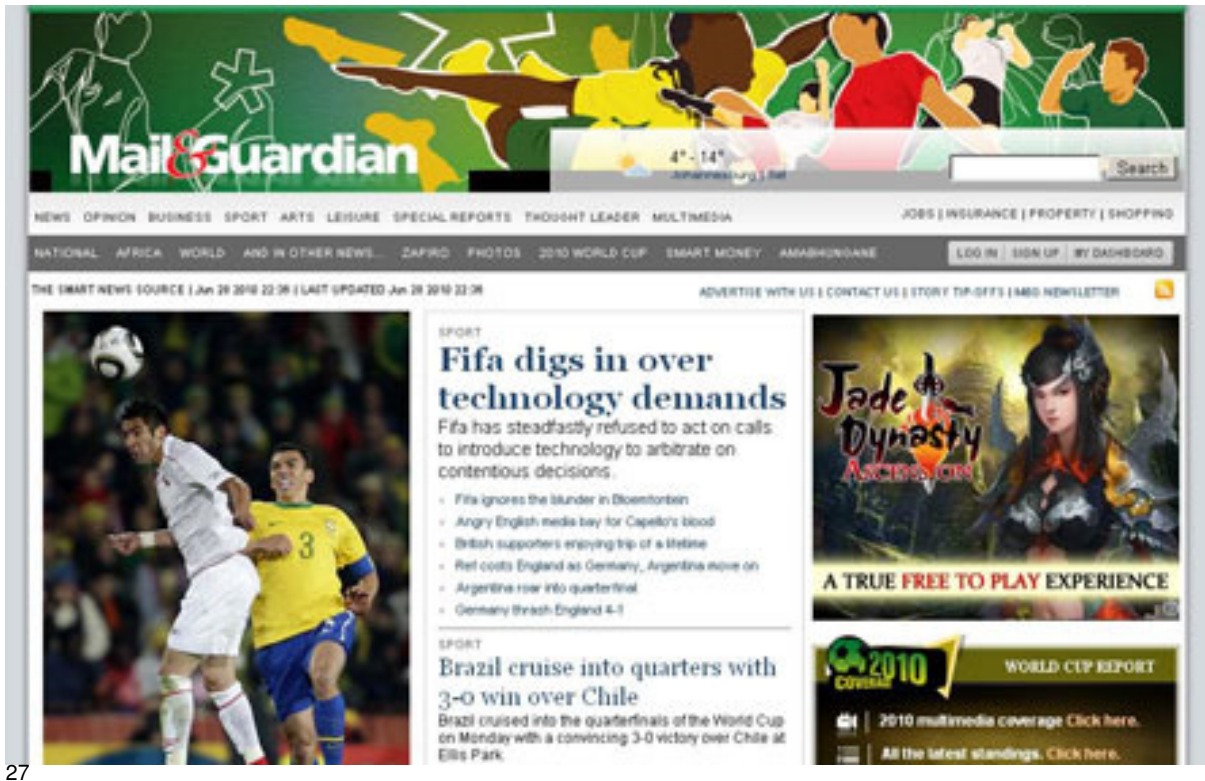 Mail&Guardian
4° - 14°
Search
NEWS OPINION BUSINESS SPORT ARTS LEISURE SPECIAL REPORTS THOUGHT LEADER MULTIMEDIA
JOBS | INSURANCE | PROPERTY | SHOPPING
NATIONAL AFRICA WORLD AND IN OTHER NEWS... ZAPIRO PHOTOS 2010 WORLD CUP SMART MONEY AMABHUNGANE
LOG IN SIGN UP MY DASHBOARD
THE SMART NEWS SOURCE | Jun 28 2010 22:36 | LAST UPDATED Jun 28 2010 22:36
ADVERTISE WITH US | CONTACT US | STORY TIP-OFFS | M&G NEWSLETTER
SPORT
Fifa digs in over
technology demands
Fifa has steadfastly refused to act on calls
to introduce technology to arbitrate on
contentious decisions.
Fifa ignores the blunder in Bloemfontein
Angry English media bay for Capello's blood
British supporters enjoying trip of a lifetime
Ref costs England as Germany, Argentina move on
Argentina roar into quarterfinal
Germany thrash England 4-1
SPORT
Brazil cruise into quarters with
3-0 win over Chile
Brazil cruised into the quarterfinals of the World Cup
on Monday with a convincing 3-0 victory over Chile at
Ellis Park.
3
Jade
Dynasty
ASCENSION
A TRUE FREE TO PLAY EXPERIENCE
2010
COVERAGE
WORLD CUP REPORT
2010 multimedia coverage Click here.
All the latest standings. Click here.
27